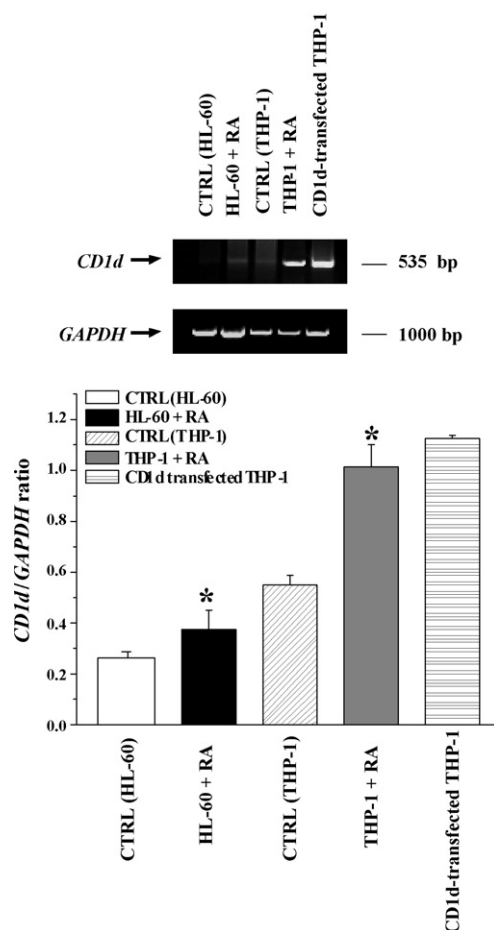 CTRL (HL-60)
HL-60 + RA
CTRL (THP-1)
THP-1 + RA
CD1d-transfected THP-1
CD1d
535 bp
GAPDH
1000 bp
CTRL (HL-60)
HL-60 + RA
CTRL (THP-1)
THP-1 + RA
CD1d transfected THP-1
1.2
1.0
0.8
0.6
0.4
0.2
0.0
CD1d/GAPDH ratio
*
*
CTRL (HL-60)
HL-60 + RA
CTRL (THP-1)
THP-1 + RA
CD1d-transfected THP-1